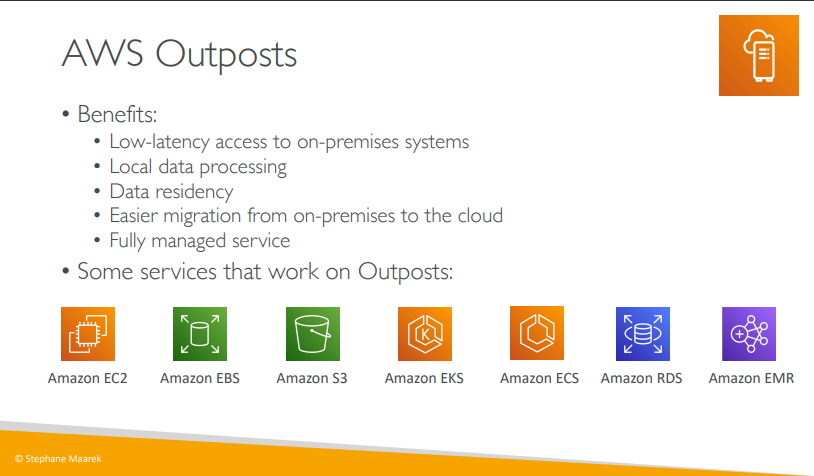 AWS Outposts
• Benefits:
• Low-latency access to on-premises systems
• Local data processing
• Data residency
• Easier migration from on-premises to the cloud
• Fully managed service
• Some services that work on Outposts:
K
Amazon EC2 Amazon EBS Amazon S3 Amazon EKS Amazon ECS Amazon RDS Amazon EMR
© Stephane Maarek